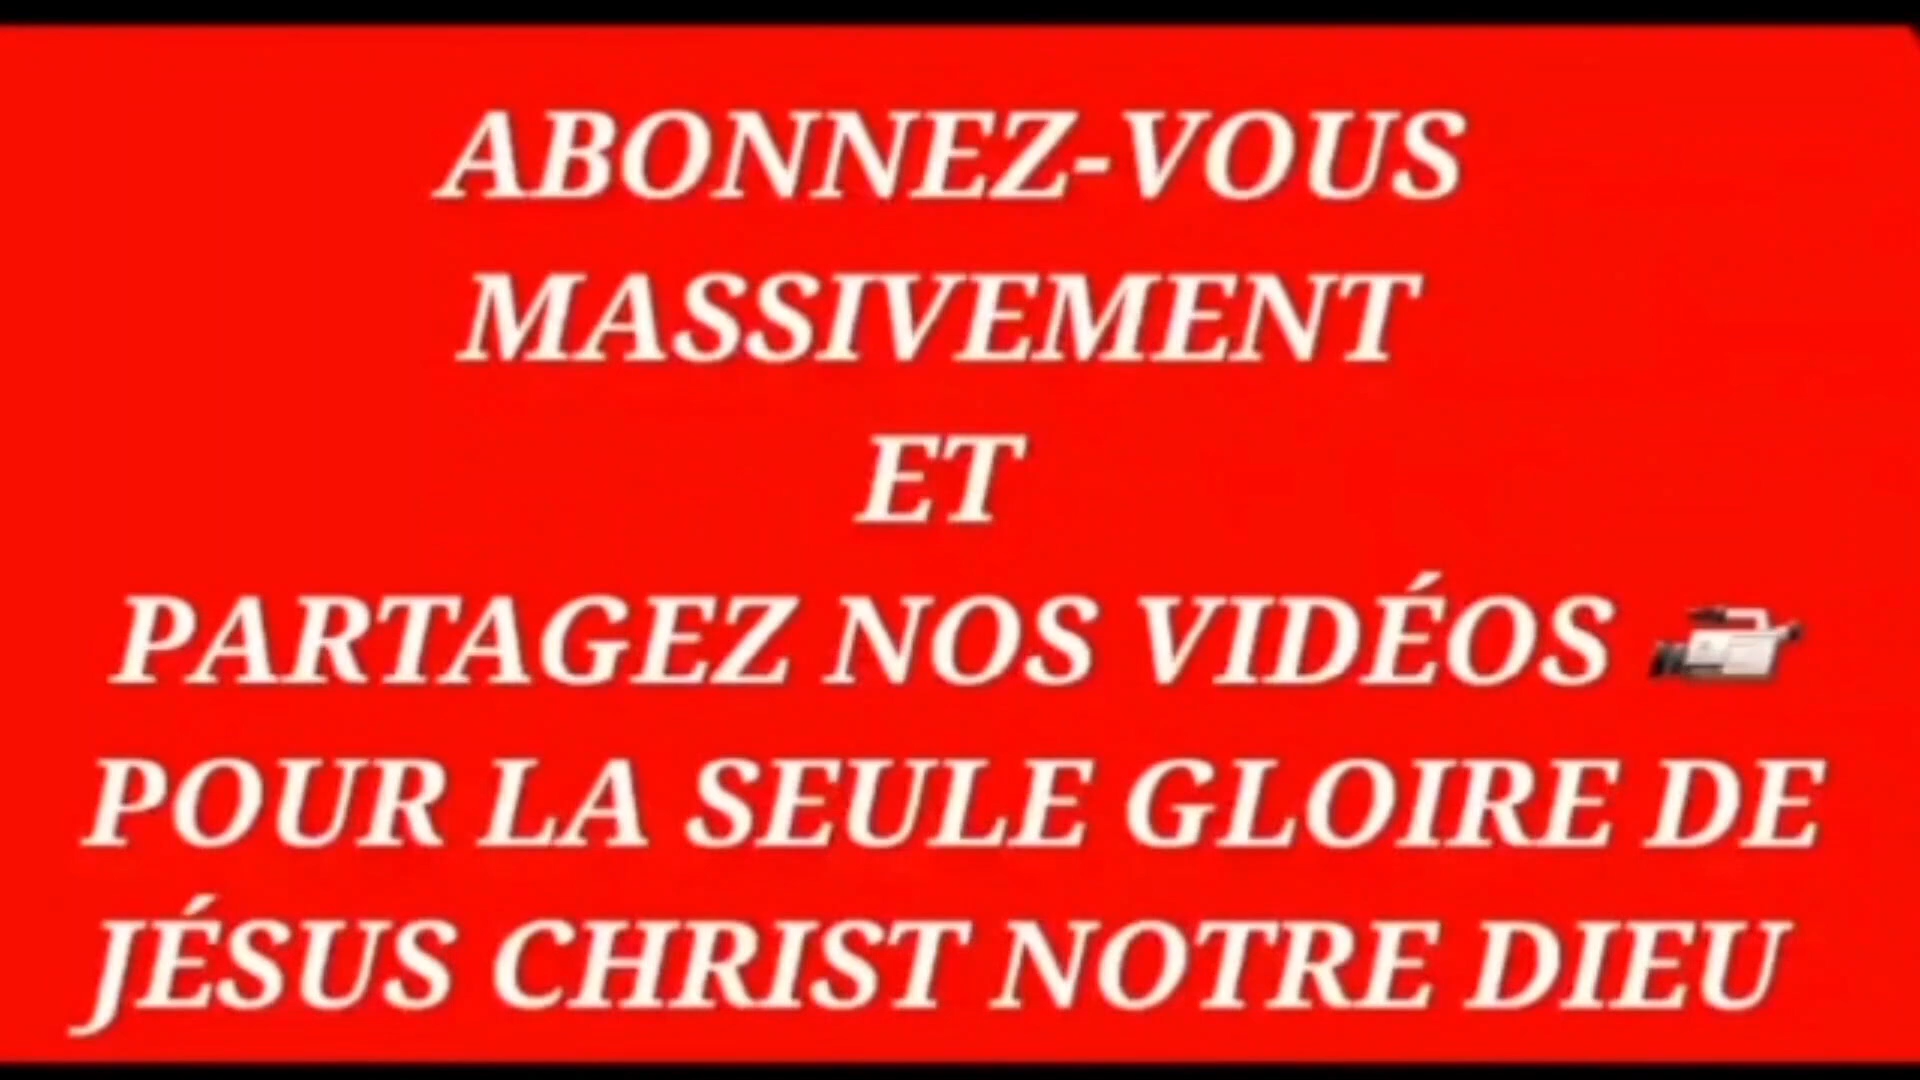 ABONNEZ-VOUS
MASSIVEMENT
ET
PARTAGEZ NOS VIDÉOS
POUR LA SEULE GLOIRE DE
JÉSUS CHRIST NOTRE DIEU